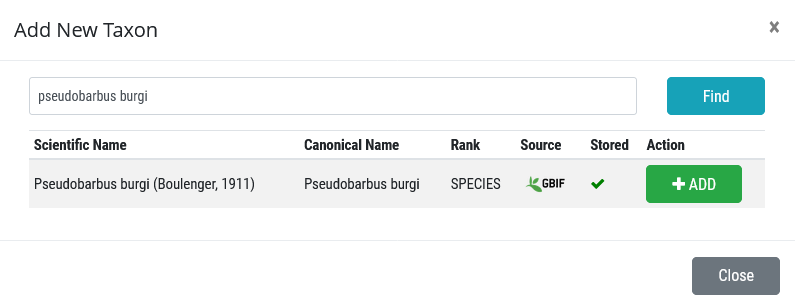 Add New Taxon
×
pseudobarbus burgi
Find
Scientific Name Canonical Name Rank Source Stored Action
Pseudobarbus burgi (Boulenger, 1911) Pseudobarbus burgi SPECIES GBIF ADD
Close